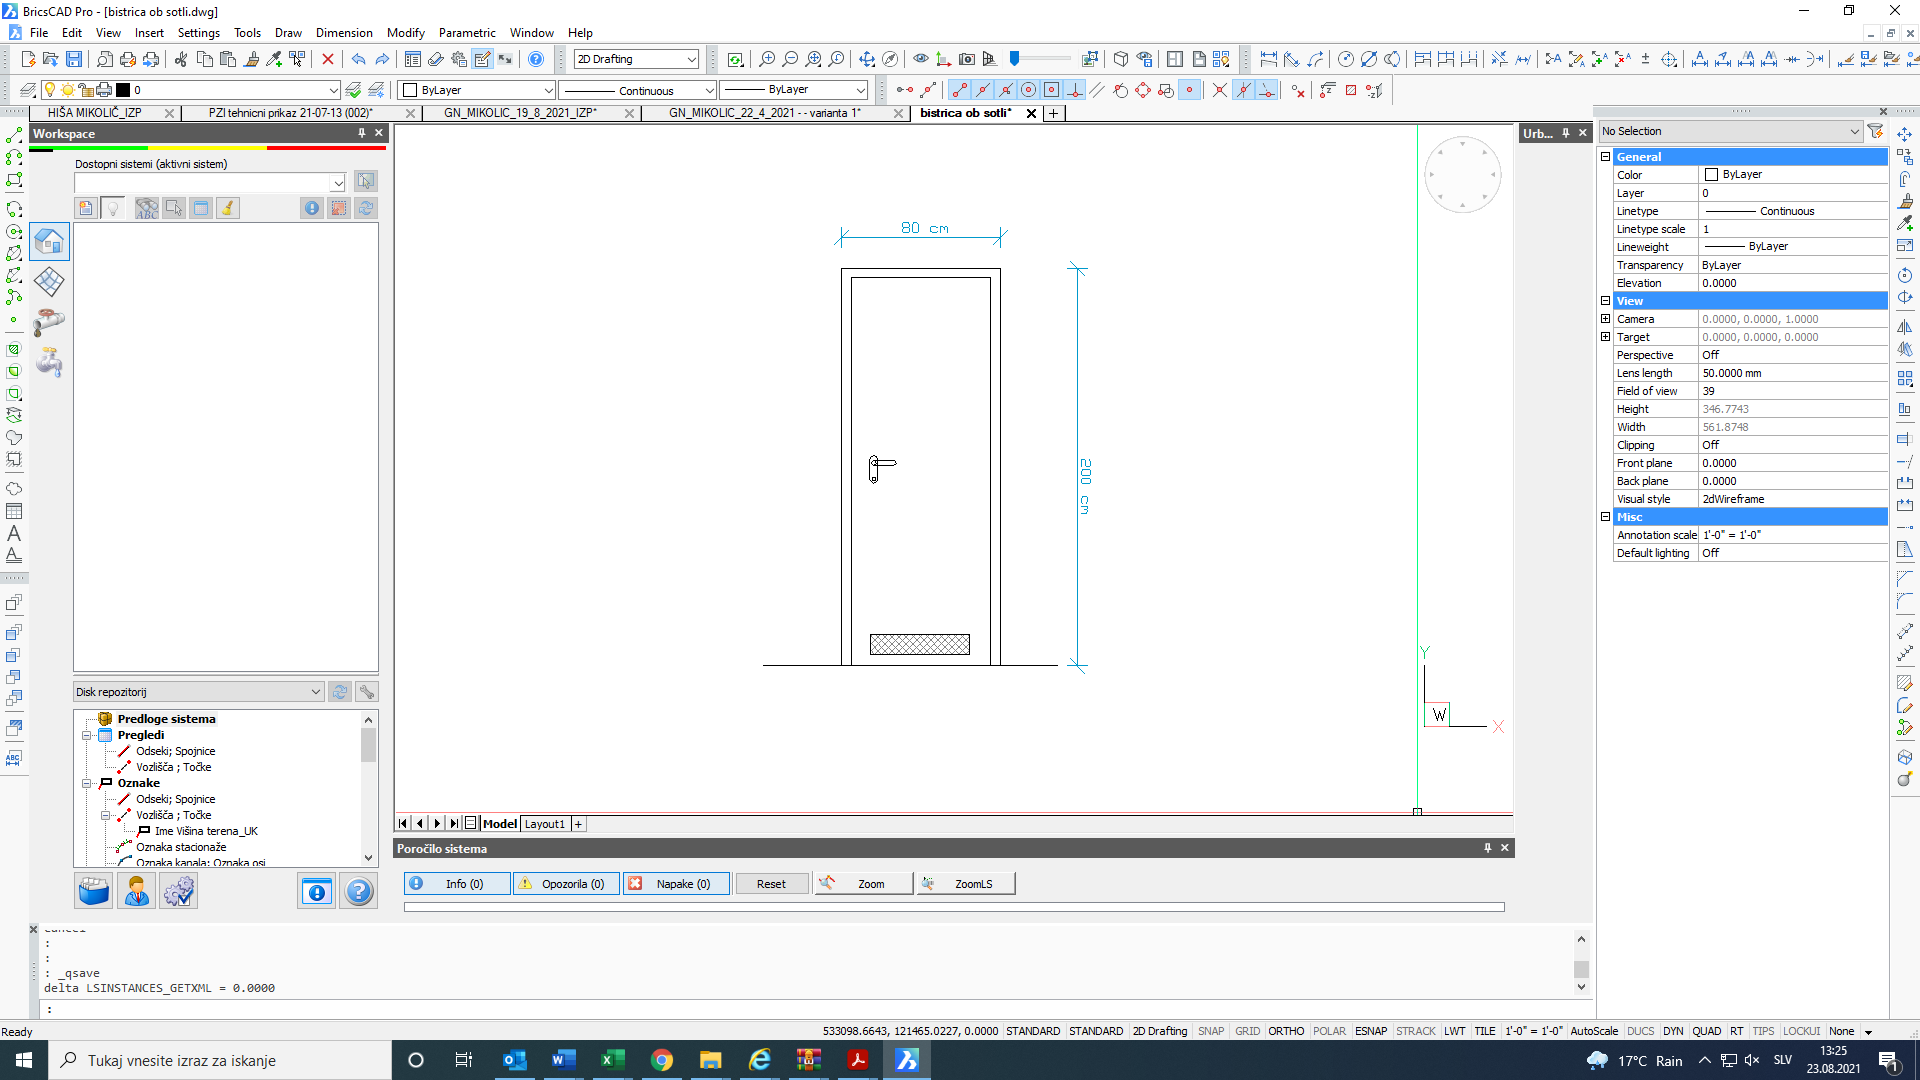 BricsCAD Pro - [bistrica ob sotli.dwg]
File Edit View Insert Settings Tools Draw Dimension Modify Parametric Window Help
2D Drafting
0
ByLayer
Continuous
ByLayer
HIŠA MIKOLIČ_IZP
PZI tehnicni prikaz 21-07-13 (002)*
GN_MIKOLIC_19_8_2021_IZP*
GN_MIKOLIC_22_4_2021 - - varianta 1*
bistrica ob sotli*
Workspace
Dostopni sistemi (aktivni sistem)
ABC
Disk repozitorij
Predloge sistema
Pregledi
Odseki; Spojnice
Vozlišča ; Točke
Oznake
Odseki; Spojnice
Vozlišča ; Točke
Ime Višina terena_UK
Oznaka stacionaže
Oznaka kanala: Oznaka osi
80 cm
200 cm
Y
W
X
Model
Layout1
Urb...
Poročilo sistema
Info (0)
Opozorila (0)
Napake (0)
Reset
Zoom
ZoomLS
No Selection
General
Color ByLayer
Layer 0
Linetype Continuous
Linetype scale 1
Lineweight ByLayer
Transparency ByLayer
Elevation 0.0000
View
Camera 0.0000, 0.0000, 1.0000
Target 0.0000, 0.0000, 0.0000
Perspective Off
Lens length 50.0000 mm
Field of view 39
Height 346.7743
Width 561.8748
Clipping Off
Front plane 0.0000
Back plane 0.0000
Visual style 2dWireframe
Misc
Annotation scale 1'-0" = 1'-0"
Default lighting Off
Cancel
:
:
: _qsave
delta LSINSTANCES_GETXML = 0.0000
:
Ready
533098.6643, 121465.0227, 0.0000 STANDARD STANDARD 2D Drafting SNAP GRID ORTHO POLAR ESNAP STRACK LWT TILE 1'-0" = 1'-0" AutoScale DUCS DYN QUAD RT TIPS LOCKUI None
Tukaj vnesite izraz za iskanje
17°C Rain
SLV
13:25
23.08.2021
1